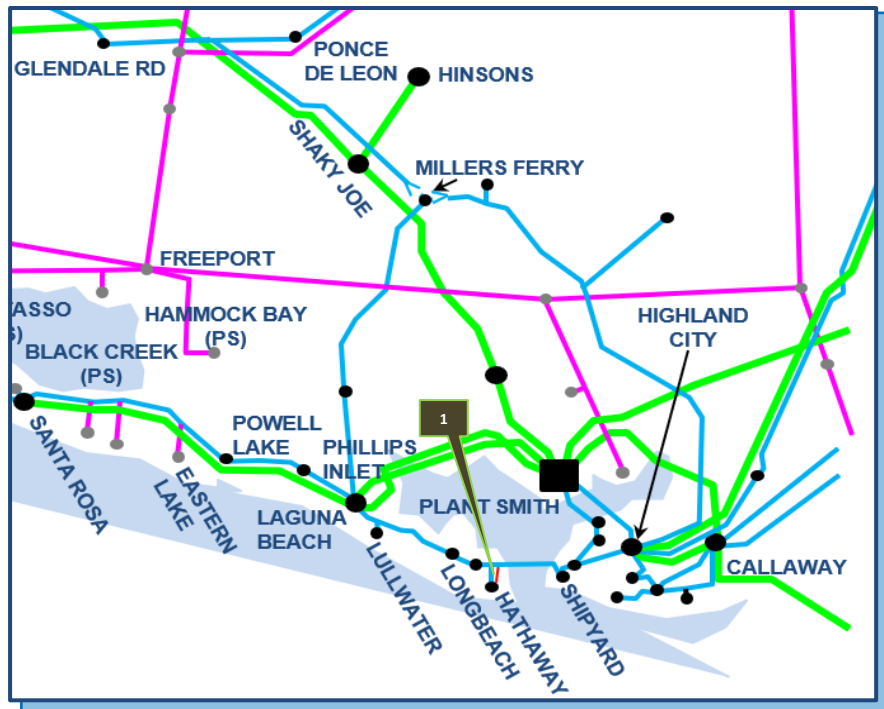 PONCE
DE LEON
GLENDALE RD
HINSONS
SHAKY JOE
MILLERS FERRY
FREEPORT
HAMMOCK BAY
(PS)
HIGHLAND
CITY
BLACK CREEK
(PS)
1
POWELL
LAKE
PHILLIPS
INLET
SANTA ROSA
EASTERN
LAKE
LAGUNA
BEACH
PLANT SMITH
LULLWATER
LONGBEACH
HATHAWAY
SHIPYARD
CALLAWAY